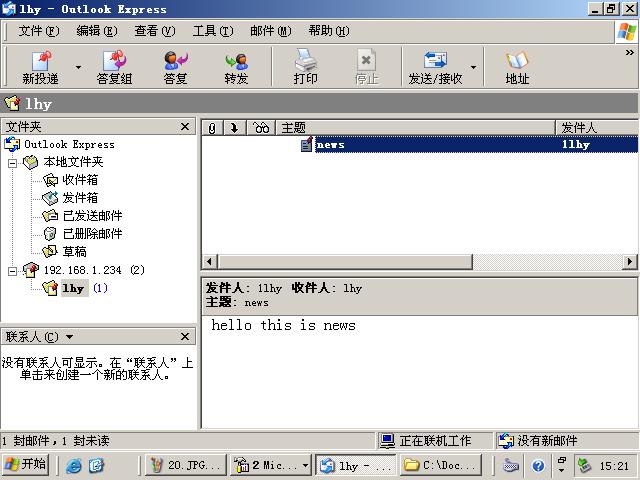 lhy - Outlook Express
文件(F) 编辑(E) 查看(V) 工具(T) 邮件(M) 帮助(H)
新投递 答复组 答复 转发 打印 停止 发送/接收 地址
lhy
文件夹
主题 发件人
Outlook Express
news 1lhy
本地文件夹
收件箱
发件箱
已发送邮件
已删除邮件
草稿
192.168.1.234 (2)
lhy (1)
发件人: 1lhy 收件人: lhy
主题: news
hello this is news
联系人(C)
没有联系人可显示。在“联系人”上
单击来创建一个新的联系人。
1 封邮件，1 封未读 正在联机工作 没有新邮件
开始 20.JPG... 2 Mic... lhy - ... C:\Doc... 15:21